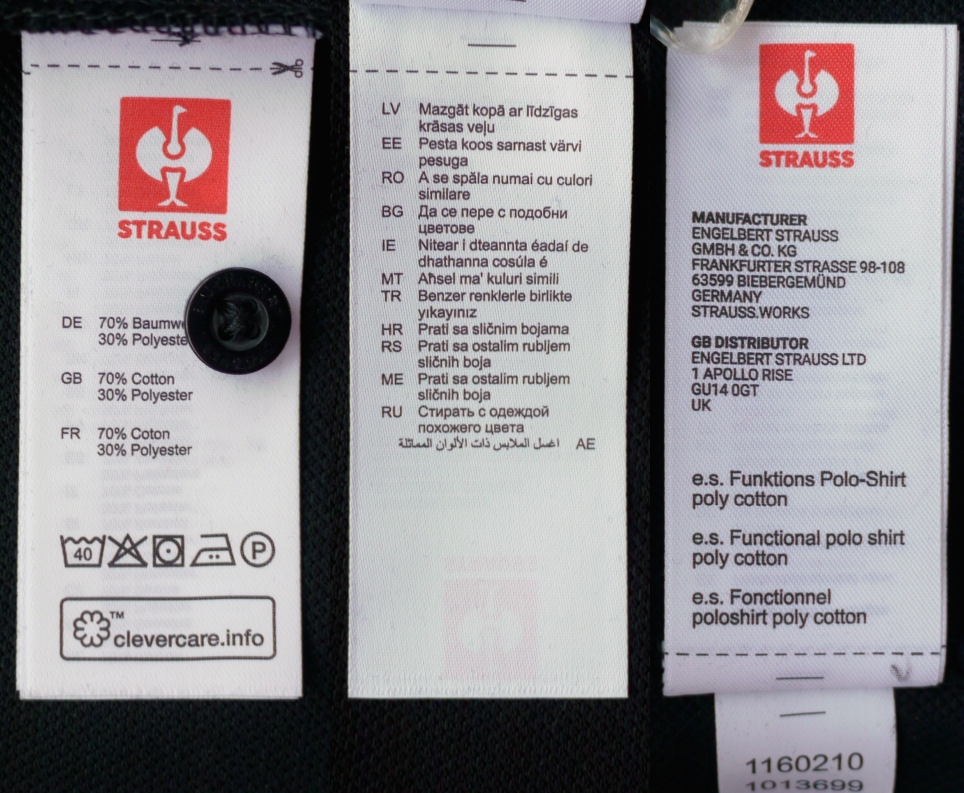 STRAUSS
DE 70% Baumwo
30% Polyeste
GB 70% Cotton
30% Polyester
FR 70% Coton
30% Polyester
40
P
™
clevercare.info
LV Mazgāt kopā ar līdzīgas
krāsas veļu
EE Pesta koos sarnast värvi
pesuga
RO A se spăla numai cu culori
similare
BG Да се пере с подобни
цветове
IE Nitear i dteannta éadaí de
dhathanna cosúla é
MT Aħsel ma' kuluri simili
TR Benzer renklerle birlikte
yıkayınız
HR Prati sa sličnim bojama
RS Prati sa ostalim rubljem
sličnih boja
ME Prati sa ostalim rubljem
sličnih boja
RU Стирать с одеждой
похожего цвета
AE اغسل الملابس ذات الألوان المماثلة
STRAUSS
MANUFACTURER
ENGELBERT STRAUSS
GMBH & CO. KG
FRANKFURTER STRASSE 98-108
63599 BIEBERGEMÜND
GERMANY
STRAUSS.WORKS
GB DISTRIBUTOR
ENGELBERT STRAUSS LTD
1 APOLLO RISE
GU14 0GT
UK
e.s. Funktions Polo-Shirt
poly cotton
e.s. Functional polo shirt
poly cotton
e.s. Fonctionnel
poloshirt poly cotton
1160210
1013699